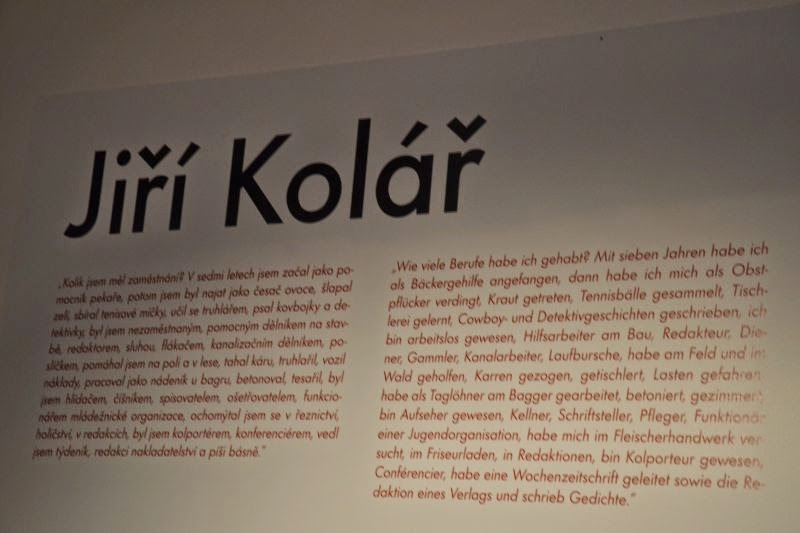 Jiří Kolář
„Kolik jsem měl zaměstnání? V sedmi letech jsem začal jako po-
mocník pekaře, potom jsem byl najat jako česač ovoce, šlapal
zelí, sbíral tenisové míčky, učil se truhlářem, psal kovbojky a de-
tektivky, byl jsem nezaměstnaným, pomocným dělníkem na stav-
bě, redaktorem, sluhou, flákačem, kanalizačním dělníkem, po-
slíčkem, pomáhal jsem na poli a v lese, tahal káru, truhlařil, vozil
náklady, pracoval jako nádeník u bagru, betonoval, tesařil, byl
jsem hlídačem, číšníkem, spisovatelem, ošetřovatelem, funkcio-
nářem mládežnické organizace, ochomýtal jsem se v řeznictví,
holičství, v redakcích, byl jsem kolportérem, konferenciérem, vedl
jsem týdeník, redakci nakladatelství a píši básně.“
„Wie viele Berufe habe ich gehabt? Mit sieben Jahren habe ich
als Bäckergehilfe angefangen, dann habe ich mich als Obst-
pflücker verdingt, Kraut getreten, Tennisbälle gesammelt, Tisch-
lerei gelernt, Cowboy- und Detektivgeschichten geschrieben, ich
bin arbeitslos gewesen, Hilfsarbeiter am Bau, Redakteur, Die-
ner, Gammler, Kanalarbeiter, Laufbursche, habe am Feld und im
Wald geholfen, Karren gezogen, getischlert, Lasten gefahren,
habe als Taglöhner am Bagger gearbeitet, betoniert, gezimmert,
bin Aufseher gewesen, Kellner, Schriftsteller, Pfleger, Funktionär
einer Jugendorganisation, habe mich im Fleischerhandwerk ver-
sucht, im Friseurladen, in Redaktionen, bin Kolporteur gewesen,
Conférencier, habe eine Wochenzeitschrift geleitet sowie die Re-
daktion eines Verlags und schrieb Gedichte.“